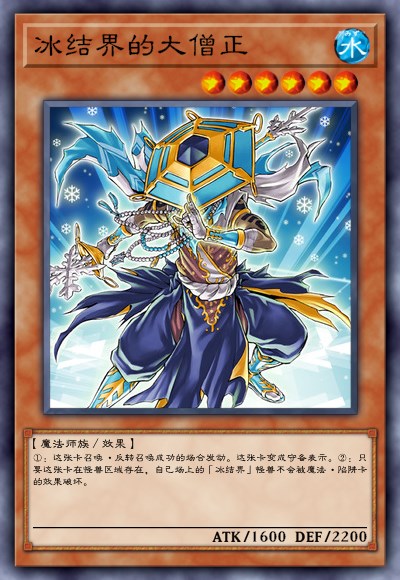 冰结界的大僧正
水
【魔法师族／效果】
①：这张卡召唤·反转召唤成功的场合发动。这张卡变成守备表示。②：只
要这张卡在怪兽区域存在，自己场上的「冰结界」怪兽不会被魔法·陷阱卡
的效果破坏。
ATK/1600 DEF/2200